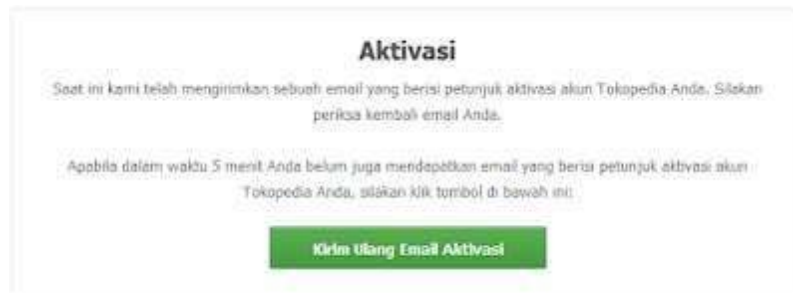 Aktivasi
Saat ini kami telah mengirimkan sebuah email yang berisi petunjuk aktivasi akun Tokopedia Anda. Silakan
periksa kembali email Anda.
Apabila dalam waktu 5 menit Anda belum juga mendapatkan email yang berisi petunjuk aktivasi akun
Tokopedia Anda, silakan klik tombol di bawah ini:
Kirim Ulang Email Aktivasi